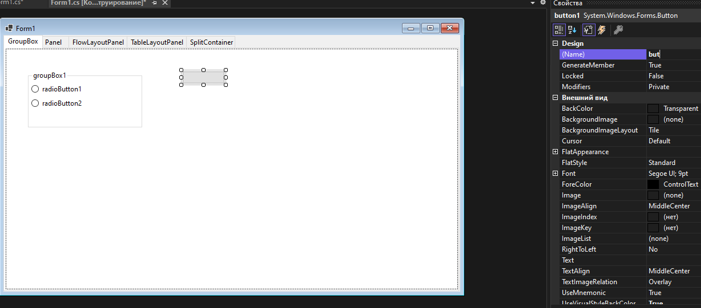 rm1.cs*
Form1.cs [Ко...труирование]*
Form1
GroupBox Panel FlowLayoutPanel TableLayoutPanel SplitContainer
groupBox1
radioButton1
radioButton2
Свойства
button1 System.Windows.Forms.Button
Design
(Name) but
GenerateMember True
Locked False
Modifiers Private
Внешний вид
BackColor Transparent
BackgroundImage (none)
BackgroundImageLayout Tile
Cursor Default
FlatAppearance
FlatStyle Standard
Font Segoe UI; 9pt
ForeColor ControlText
Image (none)
ImageAlign MiddleCenter
ImageIndex (нет)
ImageKey (нет)
ImageList (none)
RightToLeft No
Text
TextAlign MiddleCenter
TextImageRelation Overlay
UseMnemonic True
UseVisualStyleBackColor True